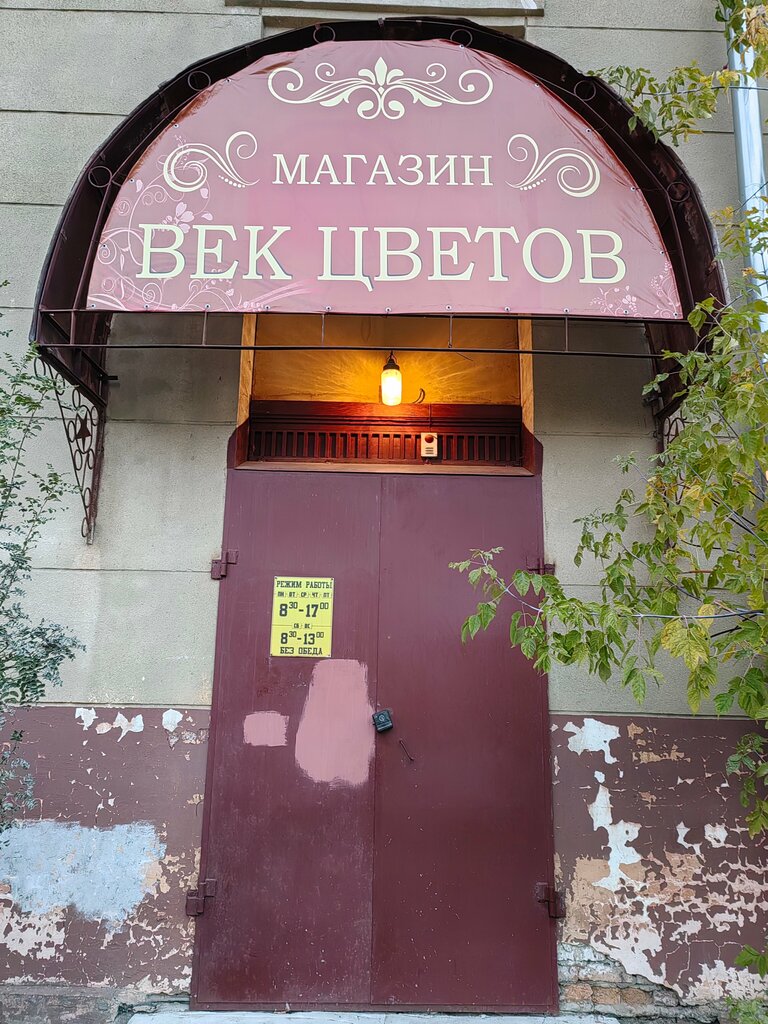 МАГАЗИН
ВЕК ЦВЕТОВ
РЕЖИМ РАБОТЫ
ПН ВТ СР ЧТ ПТ
8³⁰-17⁰⁰
СБ ВС
8³⁰-13⁰⁰
БЕЗ ОБЕДА